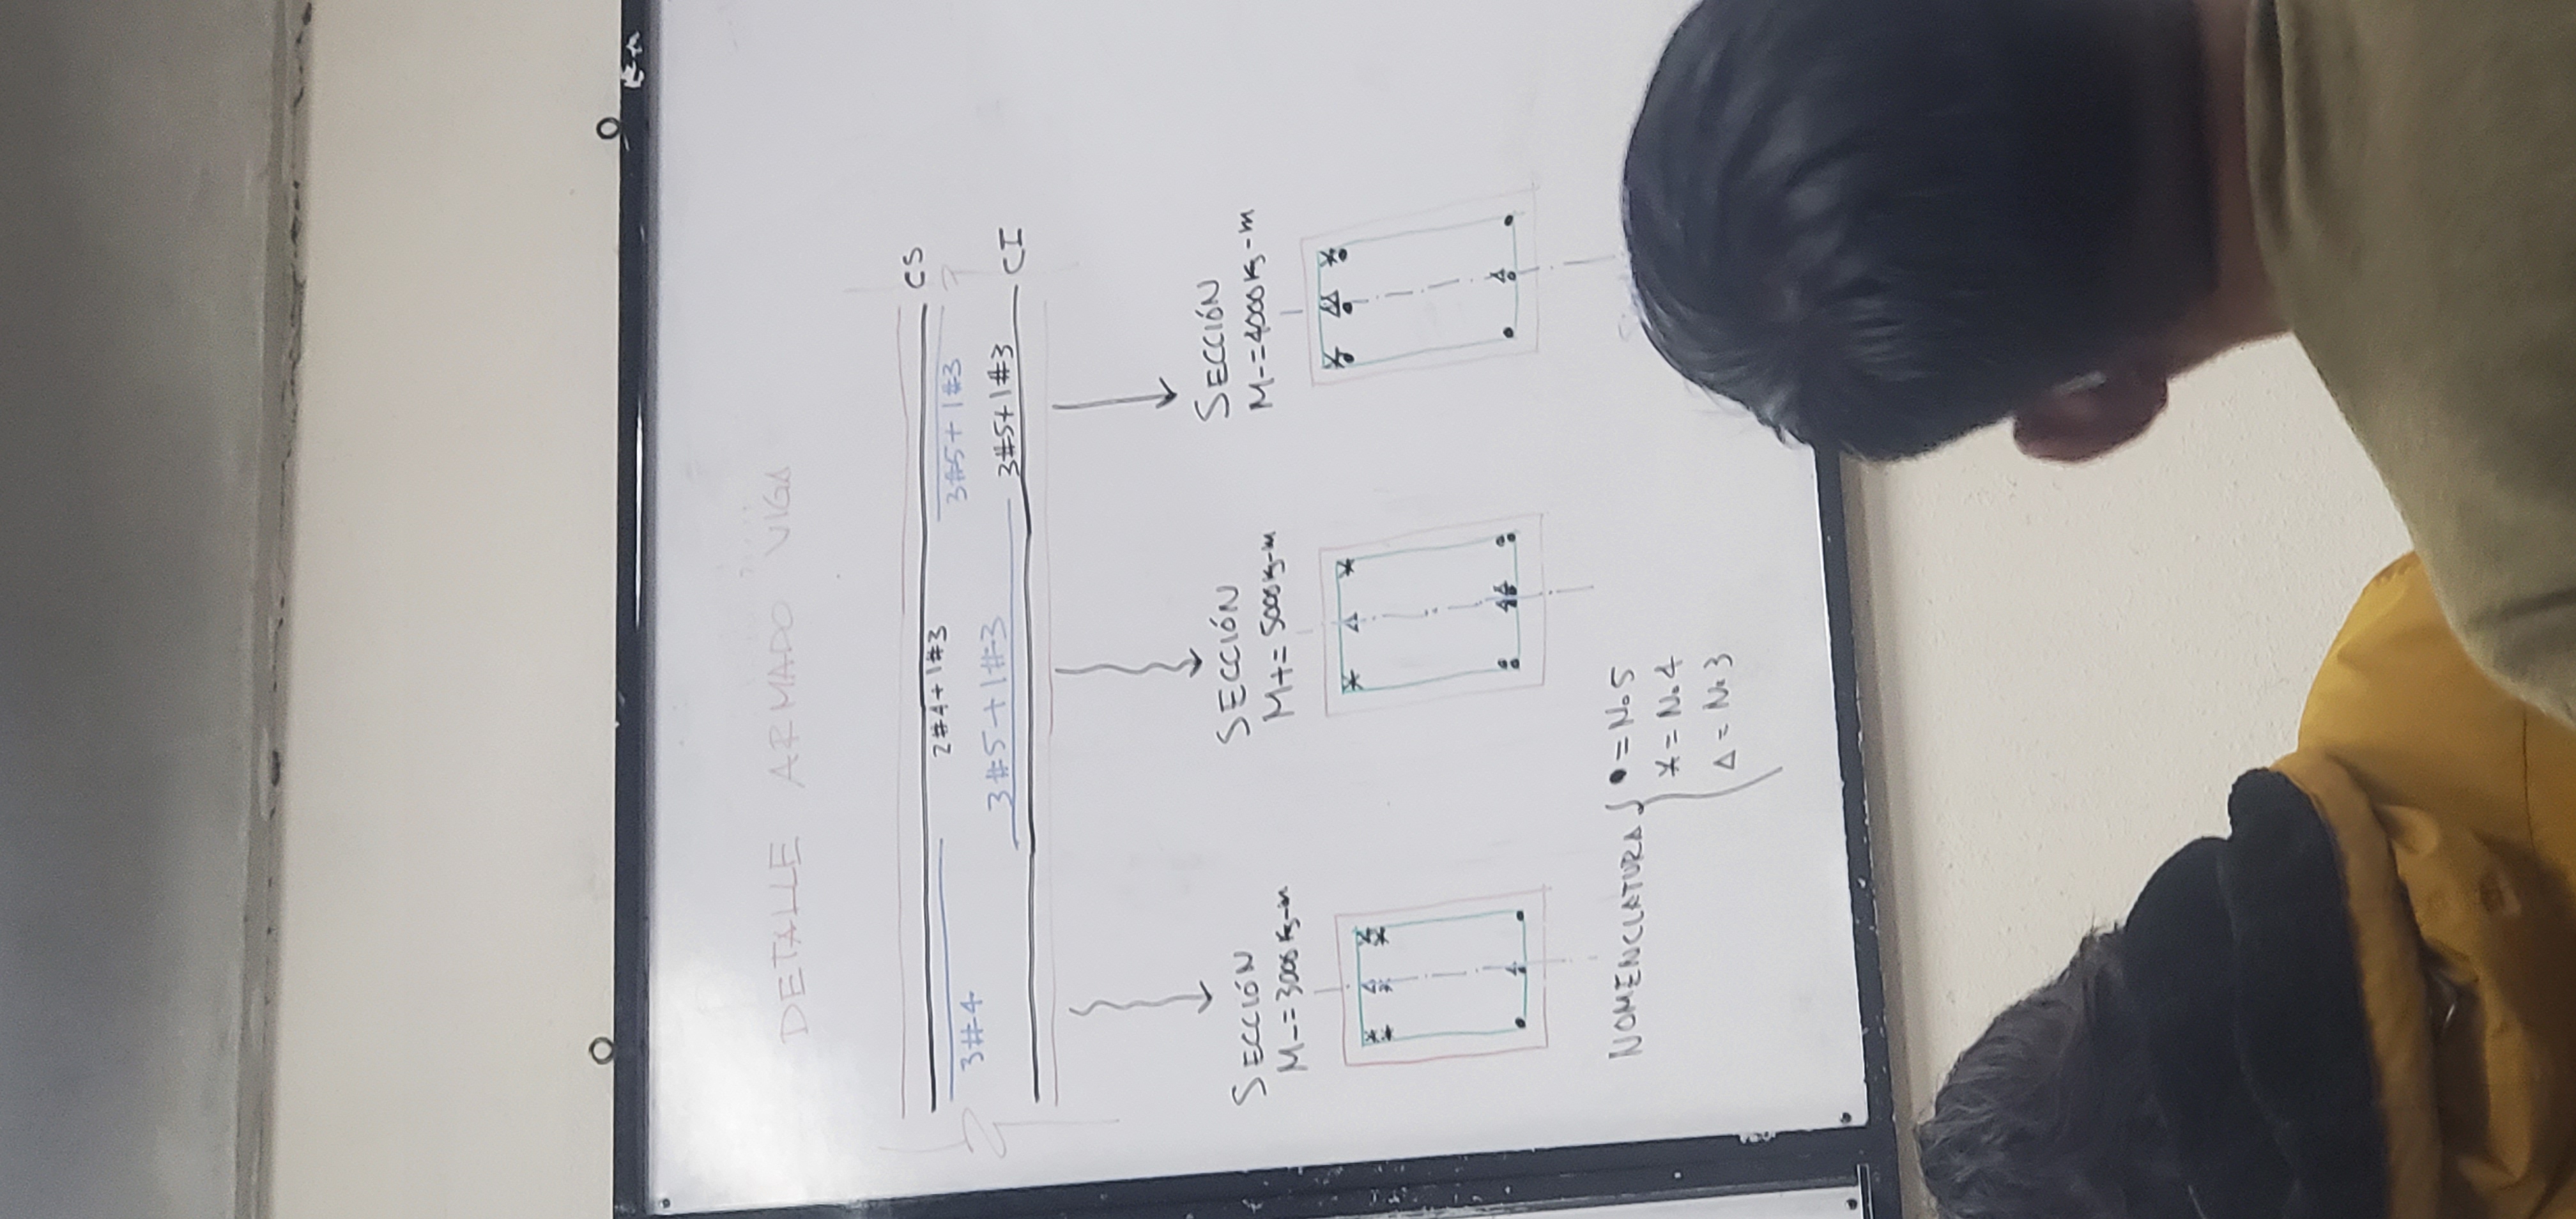 DETALLE ARMADO VIGA
CS
2#4+1#3
3#4
3#5+1#3
3#5+1#3
3#5+1#3
CI
SECCIÓN
M-=3000 Kg-m
SECCIÓN
M+=5000 Kg-m
SECCIÓN
M-=4000 Kg-m
NOMENCLATURA
● = No.5
* = No.4
Δ = No.3